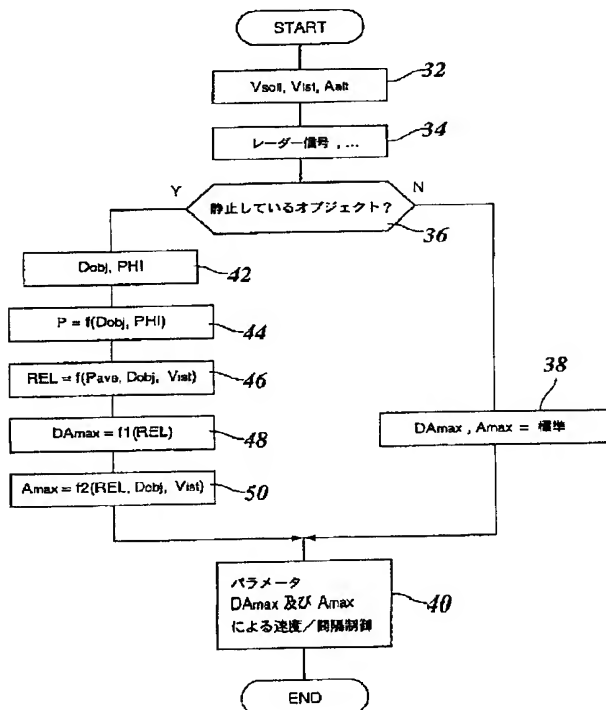 START
Vsoll, Vist, Aalt
32
レーダー信号 , ...
34
Y
N
静止しているオブジェクト?
36
Dobj, PHI
42
P = f(Dobj, PHI)
44
REL = f(Pave, Dobj, Vist)
46
38
DAmax = f1(REL)
48
DAmax , Amax = 標準
Amax = f2(REL, Dobj, Vist)
50
パラメータ
DAmax 及び Amax
による速度/間隔制御
40
END